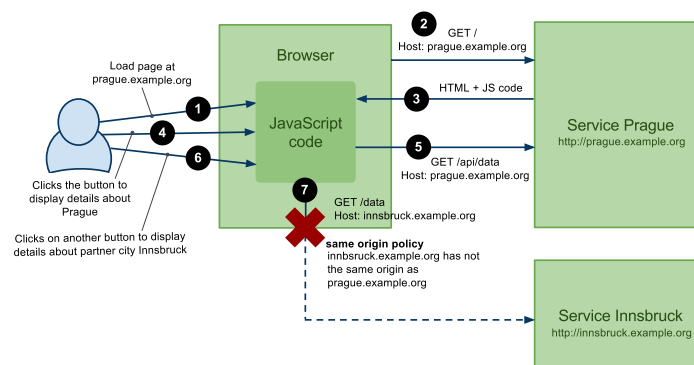 2
GET /
Host: prague.example.org
Browser
Load page at
prague.example.org
HTML + JS code
3
1
JavaScript
code
Service Prague
http://prague.example.org
4
5
6
GET /api/data
Host: prague.example.org
7
Clicks the button to
display details about
Prague
GET /data
Host: innsbruck.example.org
Clicks on another button to display
details about partner city Innsbruck
same origin policy
innbsruck.example.org has not
the same origin as
prague.example.org
Service Innsbruck
http://innsbruck.example.org